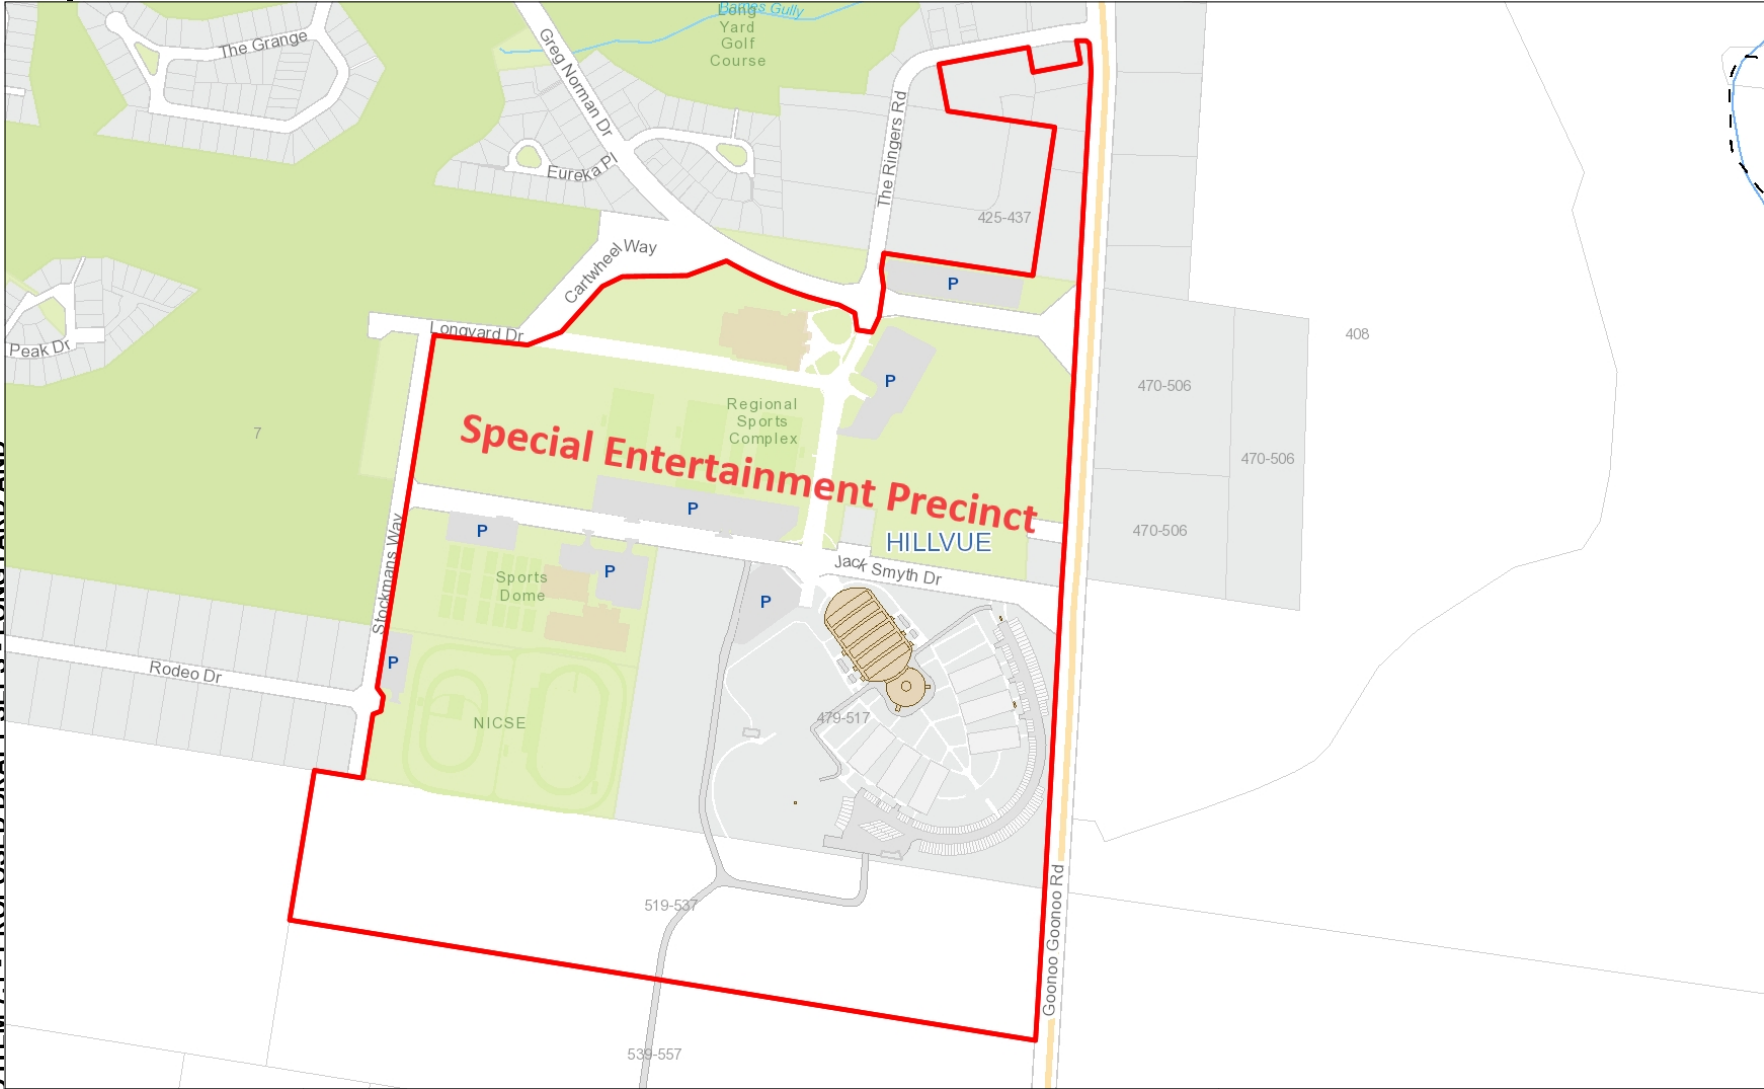 Barnes Gully
Long
Yard
Golf
Course
The Grange
Greg Norman Dr
Eureka Pl
The Ringers Rd
425-437
Cartwheel Way
P
Longyard Dr
Peak Dr
408
470-506
P
7
Regional
Sports
Complex
Special Entertainment Precinct
470-506
P
P
470-506
HILLVUE
Jack Smyth Dr
Sports
Dome
P
P
Stockmans Way
P
Rodeo Dr
NICSE
479-517
519-537
Goonoo Goonoo Rd
539-557